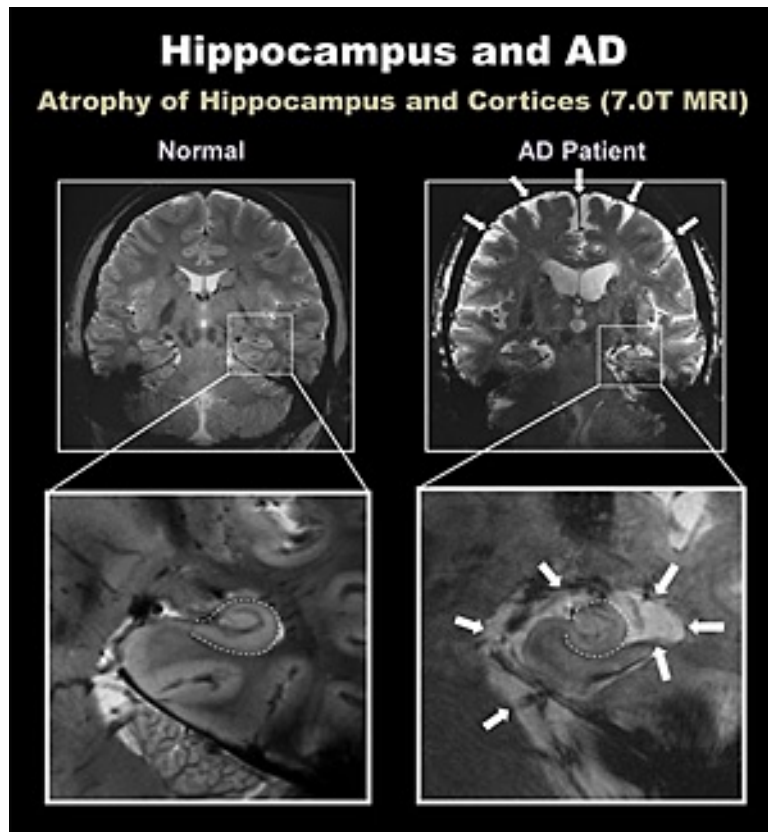 Hippocampus and AD
Atrophy of Hippocampus and Cortices (7.0T MRI)
Normal
AD Patient